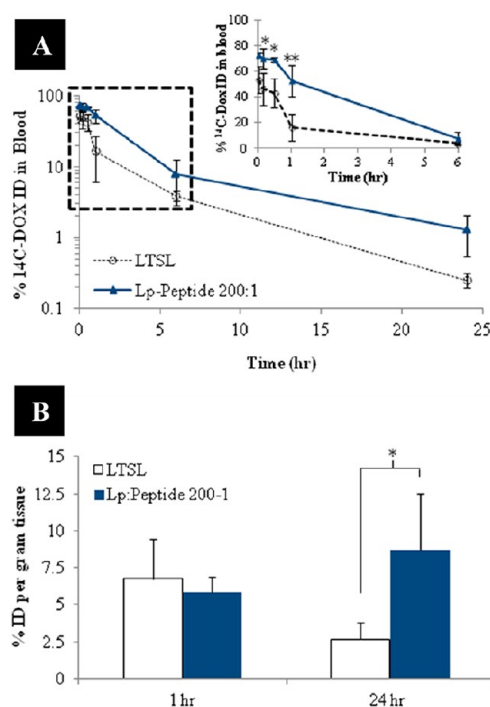 A
% 14C-DOX ID in Blood
100
10
1
0.1
0
5
10
15
20
25
Time (hr)
LTSL
Lp-Peptide 200:1
% ¹⁴C-Dox ID in blood
100
80
60
40
20
0
0
1
2
3
4
5
6
Time (hr)
*
*
**
B
% ID per gram tissue
15
12.5
10
7.5
5
2.5
0
LTSL
Lp:Peptide 200-1
*
1 hr
24 hr